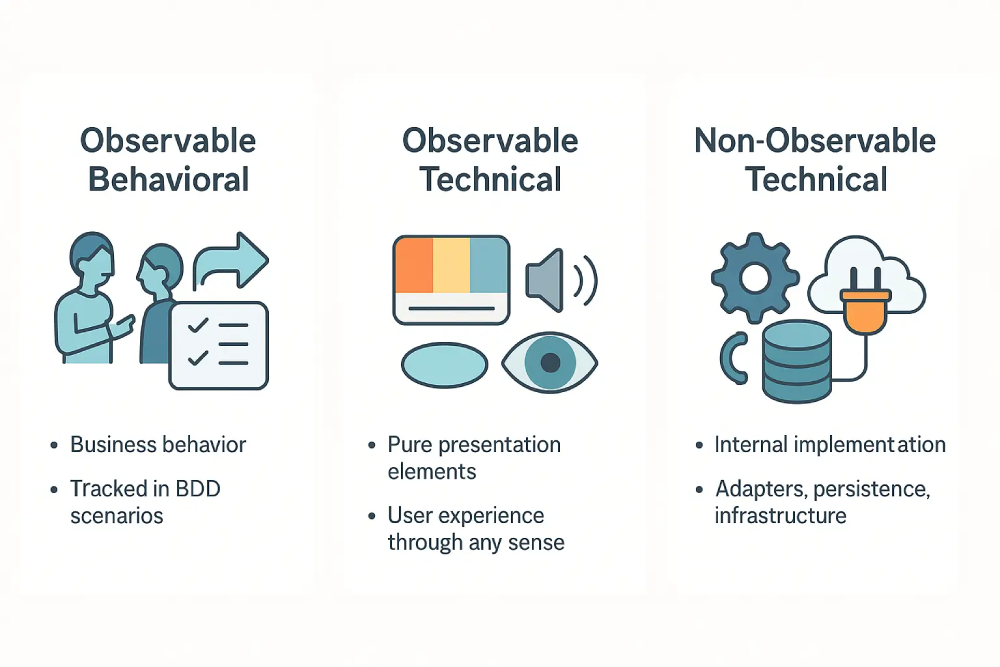 Observable
Behavioral
• Business behavior
• Tracked in BDD
scenarios
Observable
Technical
• Pure presentation
elements
• User experience
through any sense
Non-Observable
Technical
• Internal implementation
• Adapters, persistence,
infrastructure